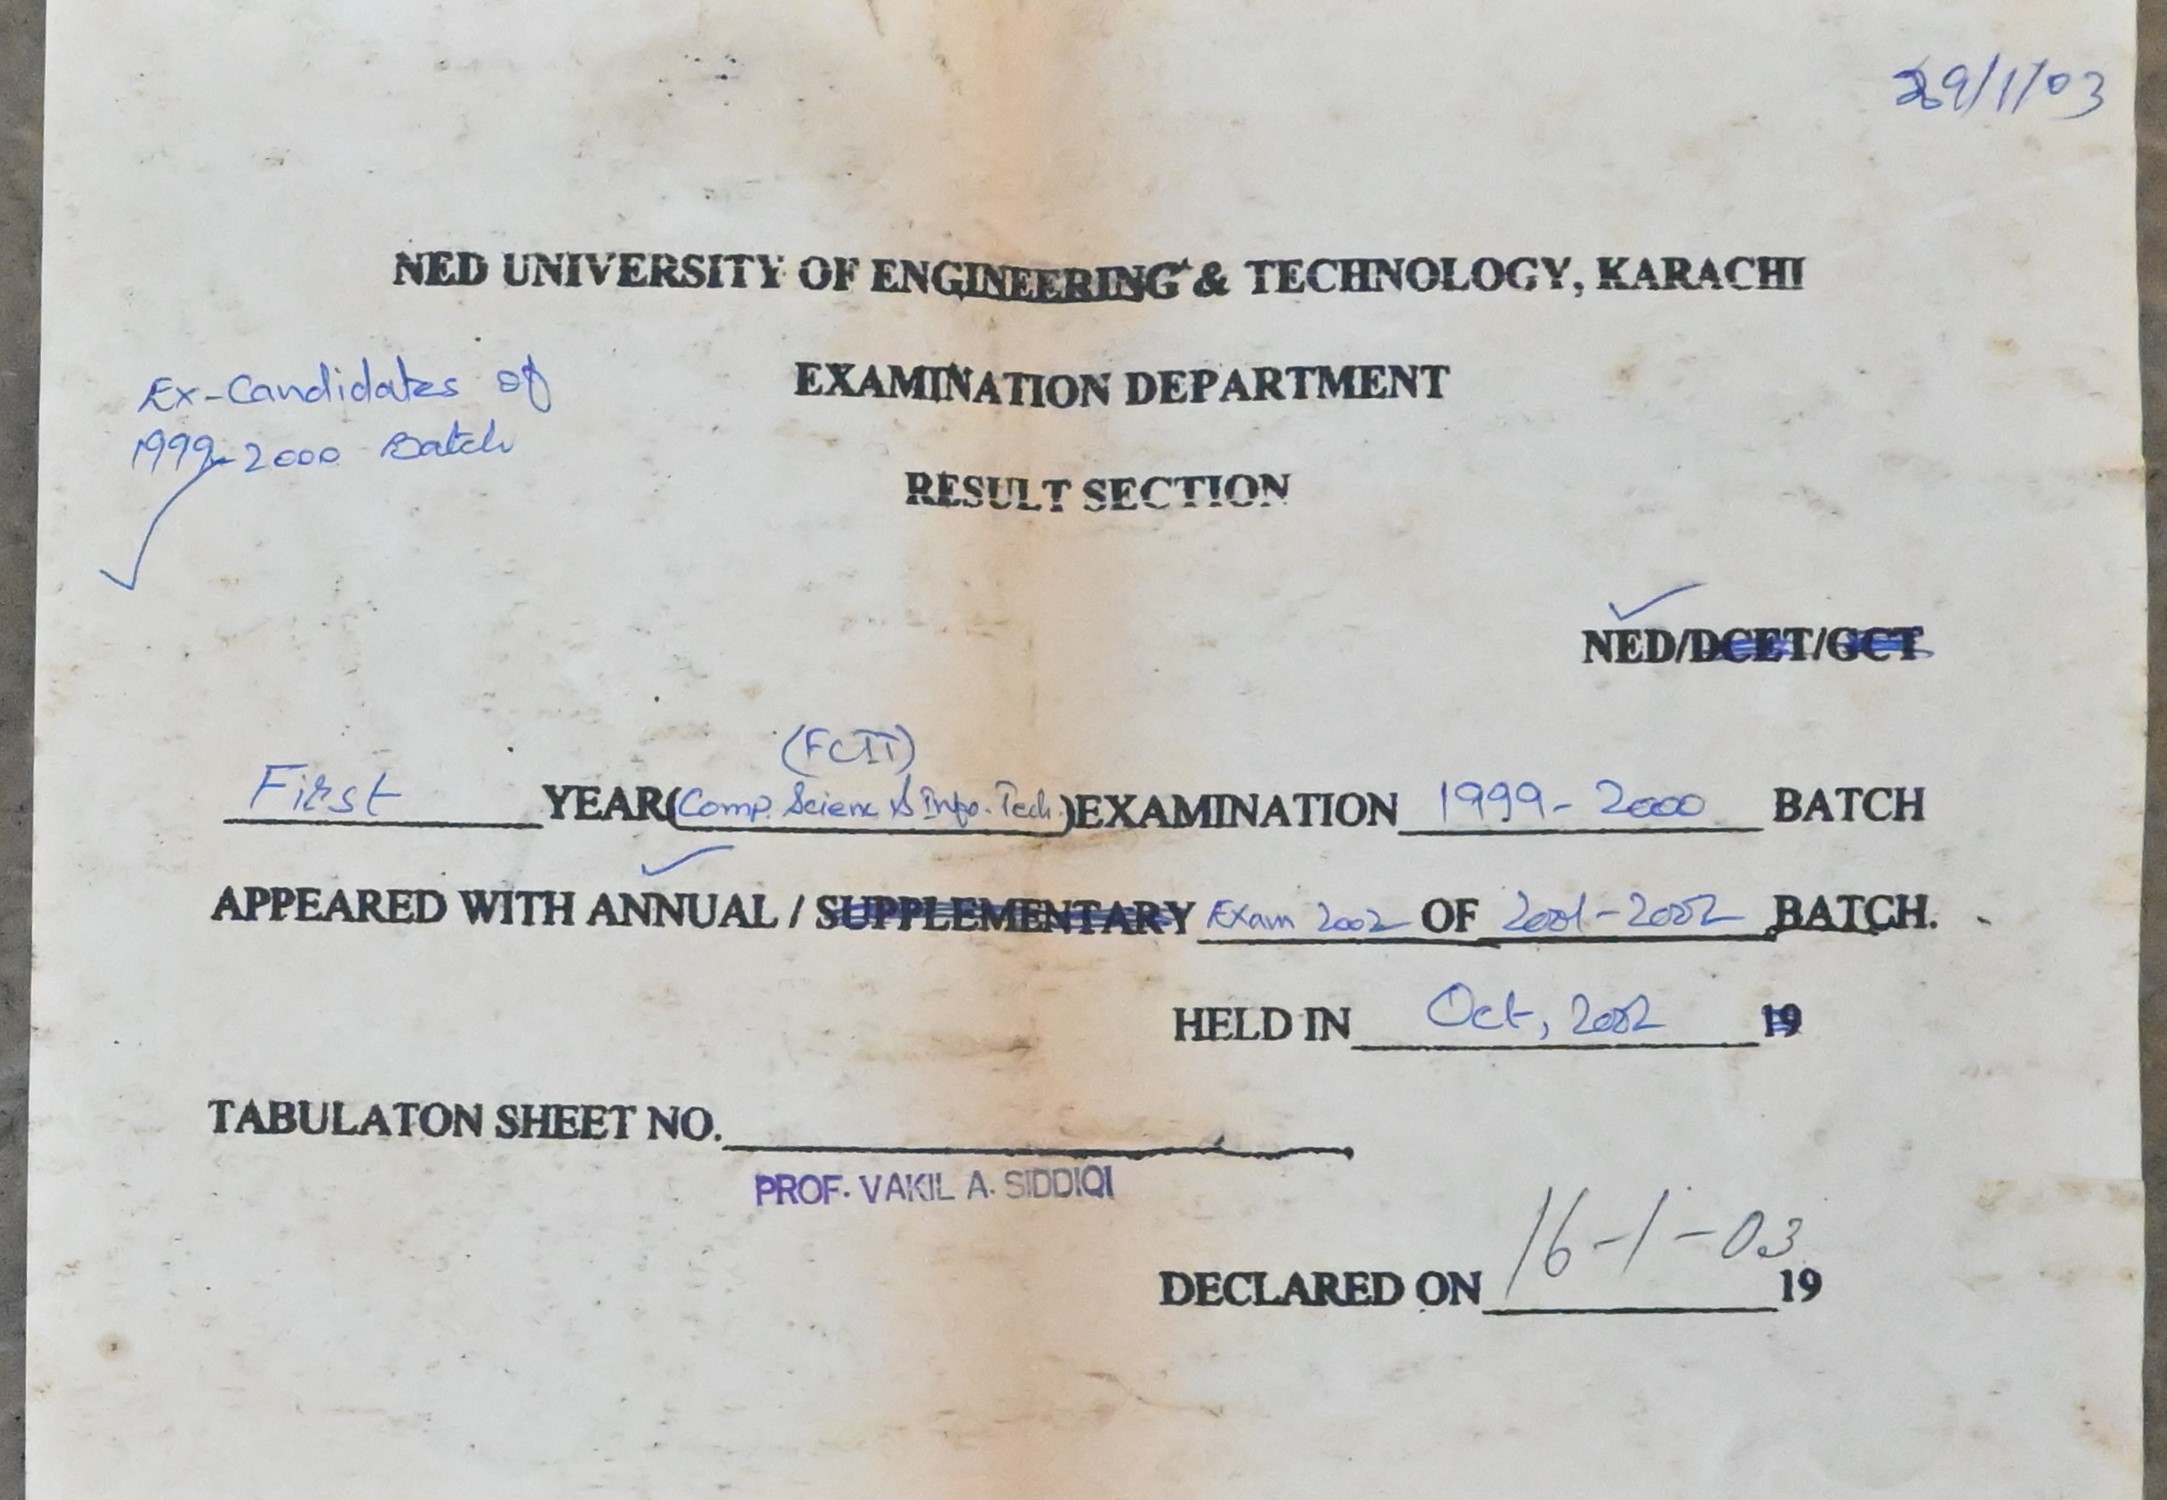 29/1/03
NED UNIVERSITY OF ENGINEERING & TECHNOLOGY, KARACHI
EXAMINATION DEPARTMENT
Ex-Candidates of
1999-2000 Batch
RESULT SECTION
NED/DCET/GCT
(FCIT)
First YEAR(Comp. Scienc & Info. Tech.)EXAMINATION 1999-2000 BATCH
APPEARED WITH ANNUAL / SUPPLEMENTARY Exam 2002 OF 2001-2002 BATCH.
HELD IN Oct, 2002 19
TABULATON SHEET NO.
PROF. VAKIL A. SIDDIQI
DECLARED ON 16-1-03 19